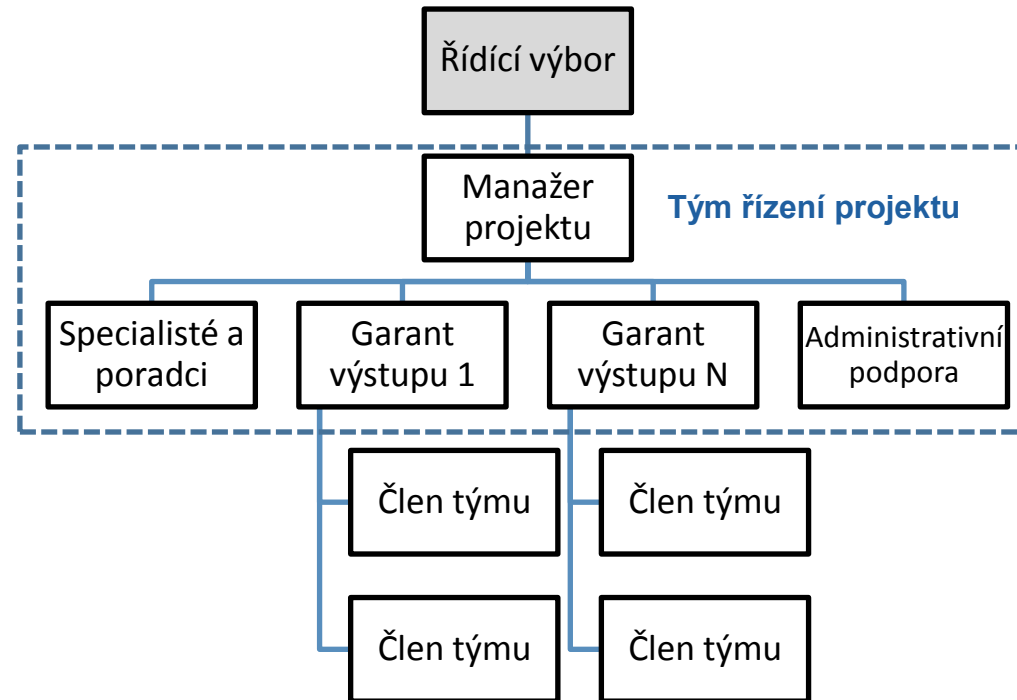 Řídící výbor
Manažer
projektu
Tým řízení projektu
Specialisté a
poradci
Garant
výstupu 1
Garant
výstupu N
Administrativní
podpora
Člen týmu
Člen týmu
Člen týmu
Člen týmu